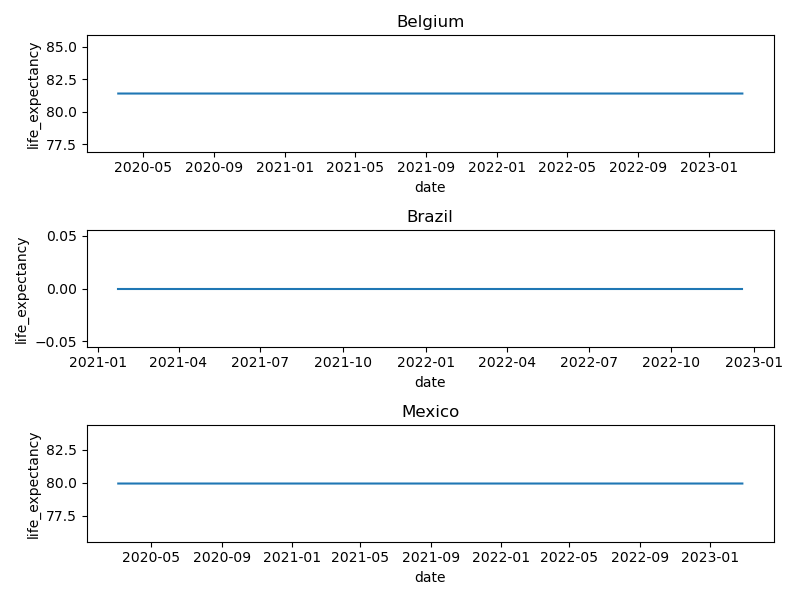 Belgium
85.0
82.5
80.0
77.5
life_expectancy
2020-05 2020-09 2021-01 2021-05 2021-09 2022-01 2022-05 2022-09 2023-01
date
Brazil
0.05
0.00
−0.05
life_expectancy
2021-01 2021-04 2021-07 2021-10 2022-01 2022-04 2022-07 2022-10 2023-01
date
Mexico
82.5
80.0
77.5
life_expectancy
2020-05 2020-09 2021-01 2021-05 2021-09 2022-01 2022-05 2022-09 2023-01
date